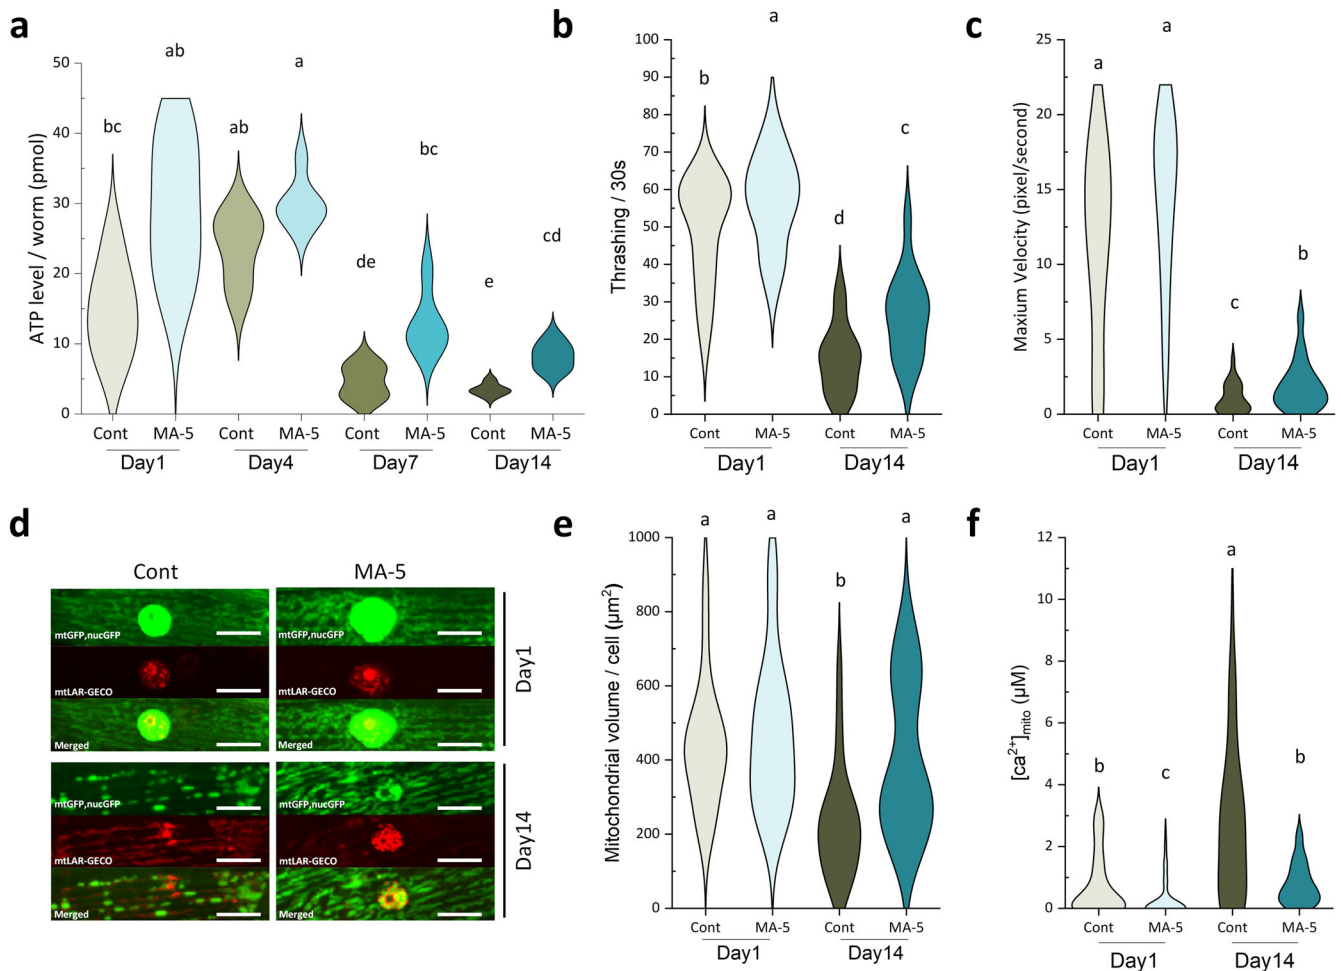 a
ATP level / worm (pmol)
50
40
30
20
10
0
bc
ab
ab
a
de
bc
e
cd
Cont MA-5 Cont MA-5 Cont MA-5 Cont MA-5
Day1 Day4 Day7 Day14
b
Thrashing / 30s
100
90
80
70
60
50
40
30
20
10
0
b
a
d
c
Cont MA-5 Cont MA-5
Day1 Day14
c
Maxium Velocity (pixel/second)
25
20
15
10
5
0
a
a
c
b
Cont MA-5 Cont MA-5
Day1 Day14
d
Cont MA-5
mtGFP,nucGFP mtGFP,nucGFP
mtLAR-GECO mtLAR-GECO
Merged Merged
Day1
mtGFP,nucGFP mtGFP,nucGFP
mtLAR-GECO mtLAR-GECO
Merged Merged
Day14
e
Mitochondrial volume / cell (µm²)
1000
800
600
400
200
0
a
a
b
a
Cont MA-5 Cont MA-5
Day1 Day14
f
[ca²⁺]mito (µM)
12
10
8
6
4
2
0
b
c
a
b
Cont MA-5 Cont MA-5
Day1 Day14